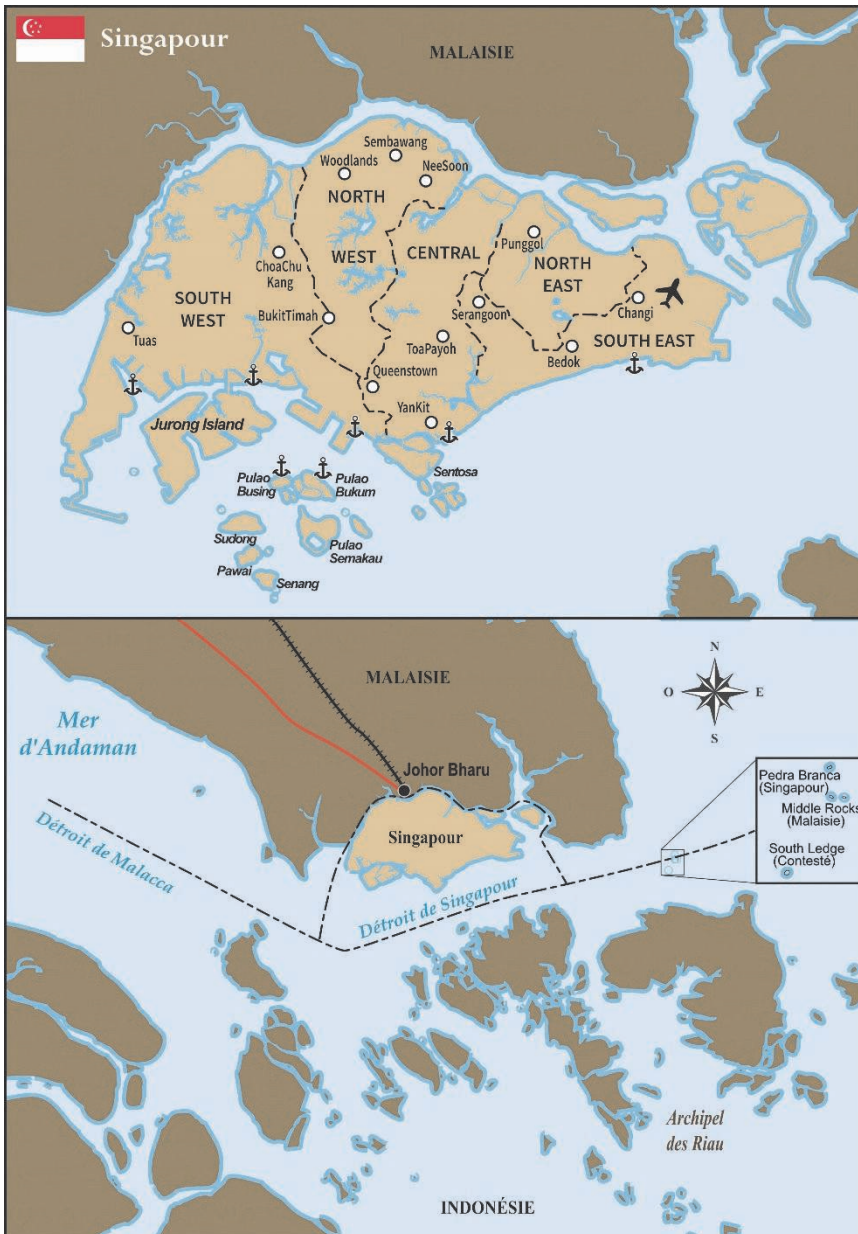 Singapour
MALAISIE
Sembawang
Woodlands
NeeSoon
NORTH
WEST
CENTRAL
Punggol
NORTH
EAST
ChoaChu
Kang
SOUTH
WEST
BukitTimah
Serangoon
Changi
Tuas
ToaPayoh
SOUTH EAST
Bedok
Queenstown
YanKit
Jurong Island
Sentosa
Pulao
Busing
Pulao
Bukum
Sudong
Pulao
Semakau
Pawai
Senang
MALAISIE
N
O
E
S
Mer
d'Andaman
Johor Bharu
Pedra Branca
(Singapour)
Middle Rocks
(Malaisie)
South Ledge
(Contesté)
Singapour
Détroit de Malacca
Détroit de Singapour
Archipel
des Riau
INDONÉSIE